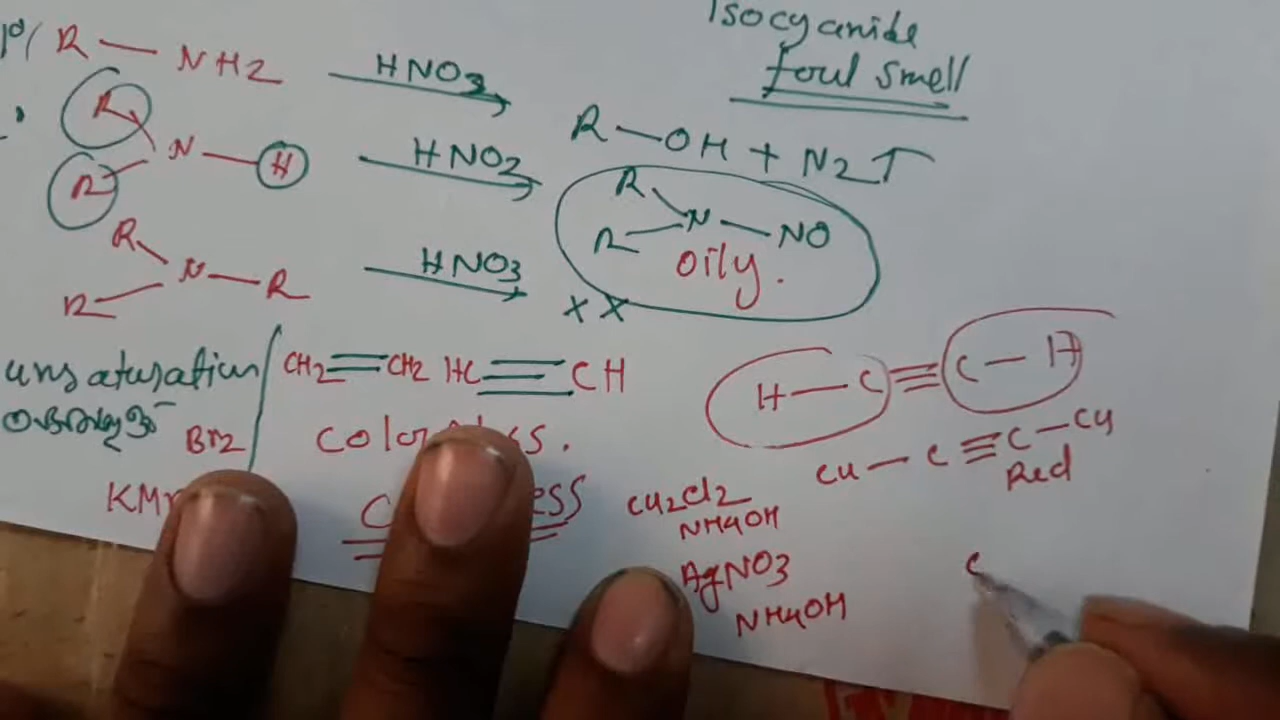 Isocyanide
foul smell
1°/ R — NH2 HNO3 R — OH + N2 ↑
R R N — H HNO2 R R N — NO
oily.
R R N — R HNO3 X X
unsaturation CH2 = CH2 HC ≡ CH
H — C ≡ C — H
Br2 
Cu — C ≡ C — Cu
Red
Cu2Cl2
NH4OH
AgNO3
NH4OH
C